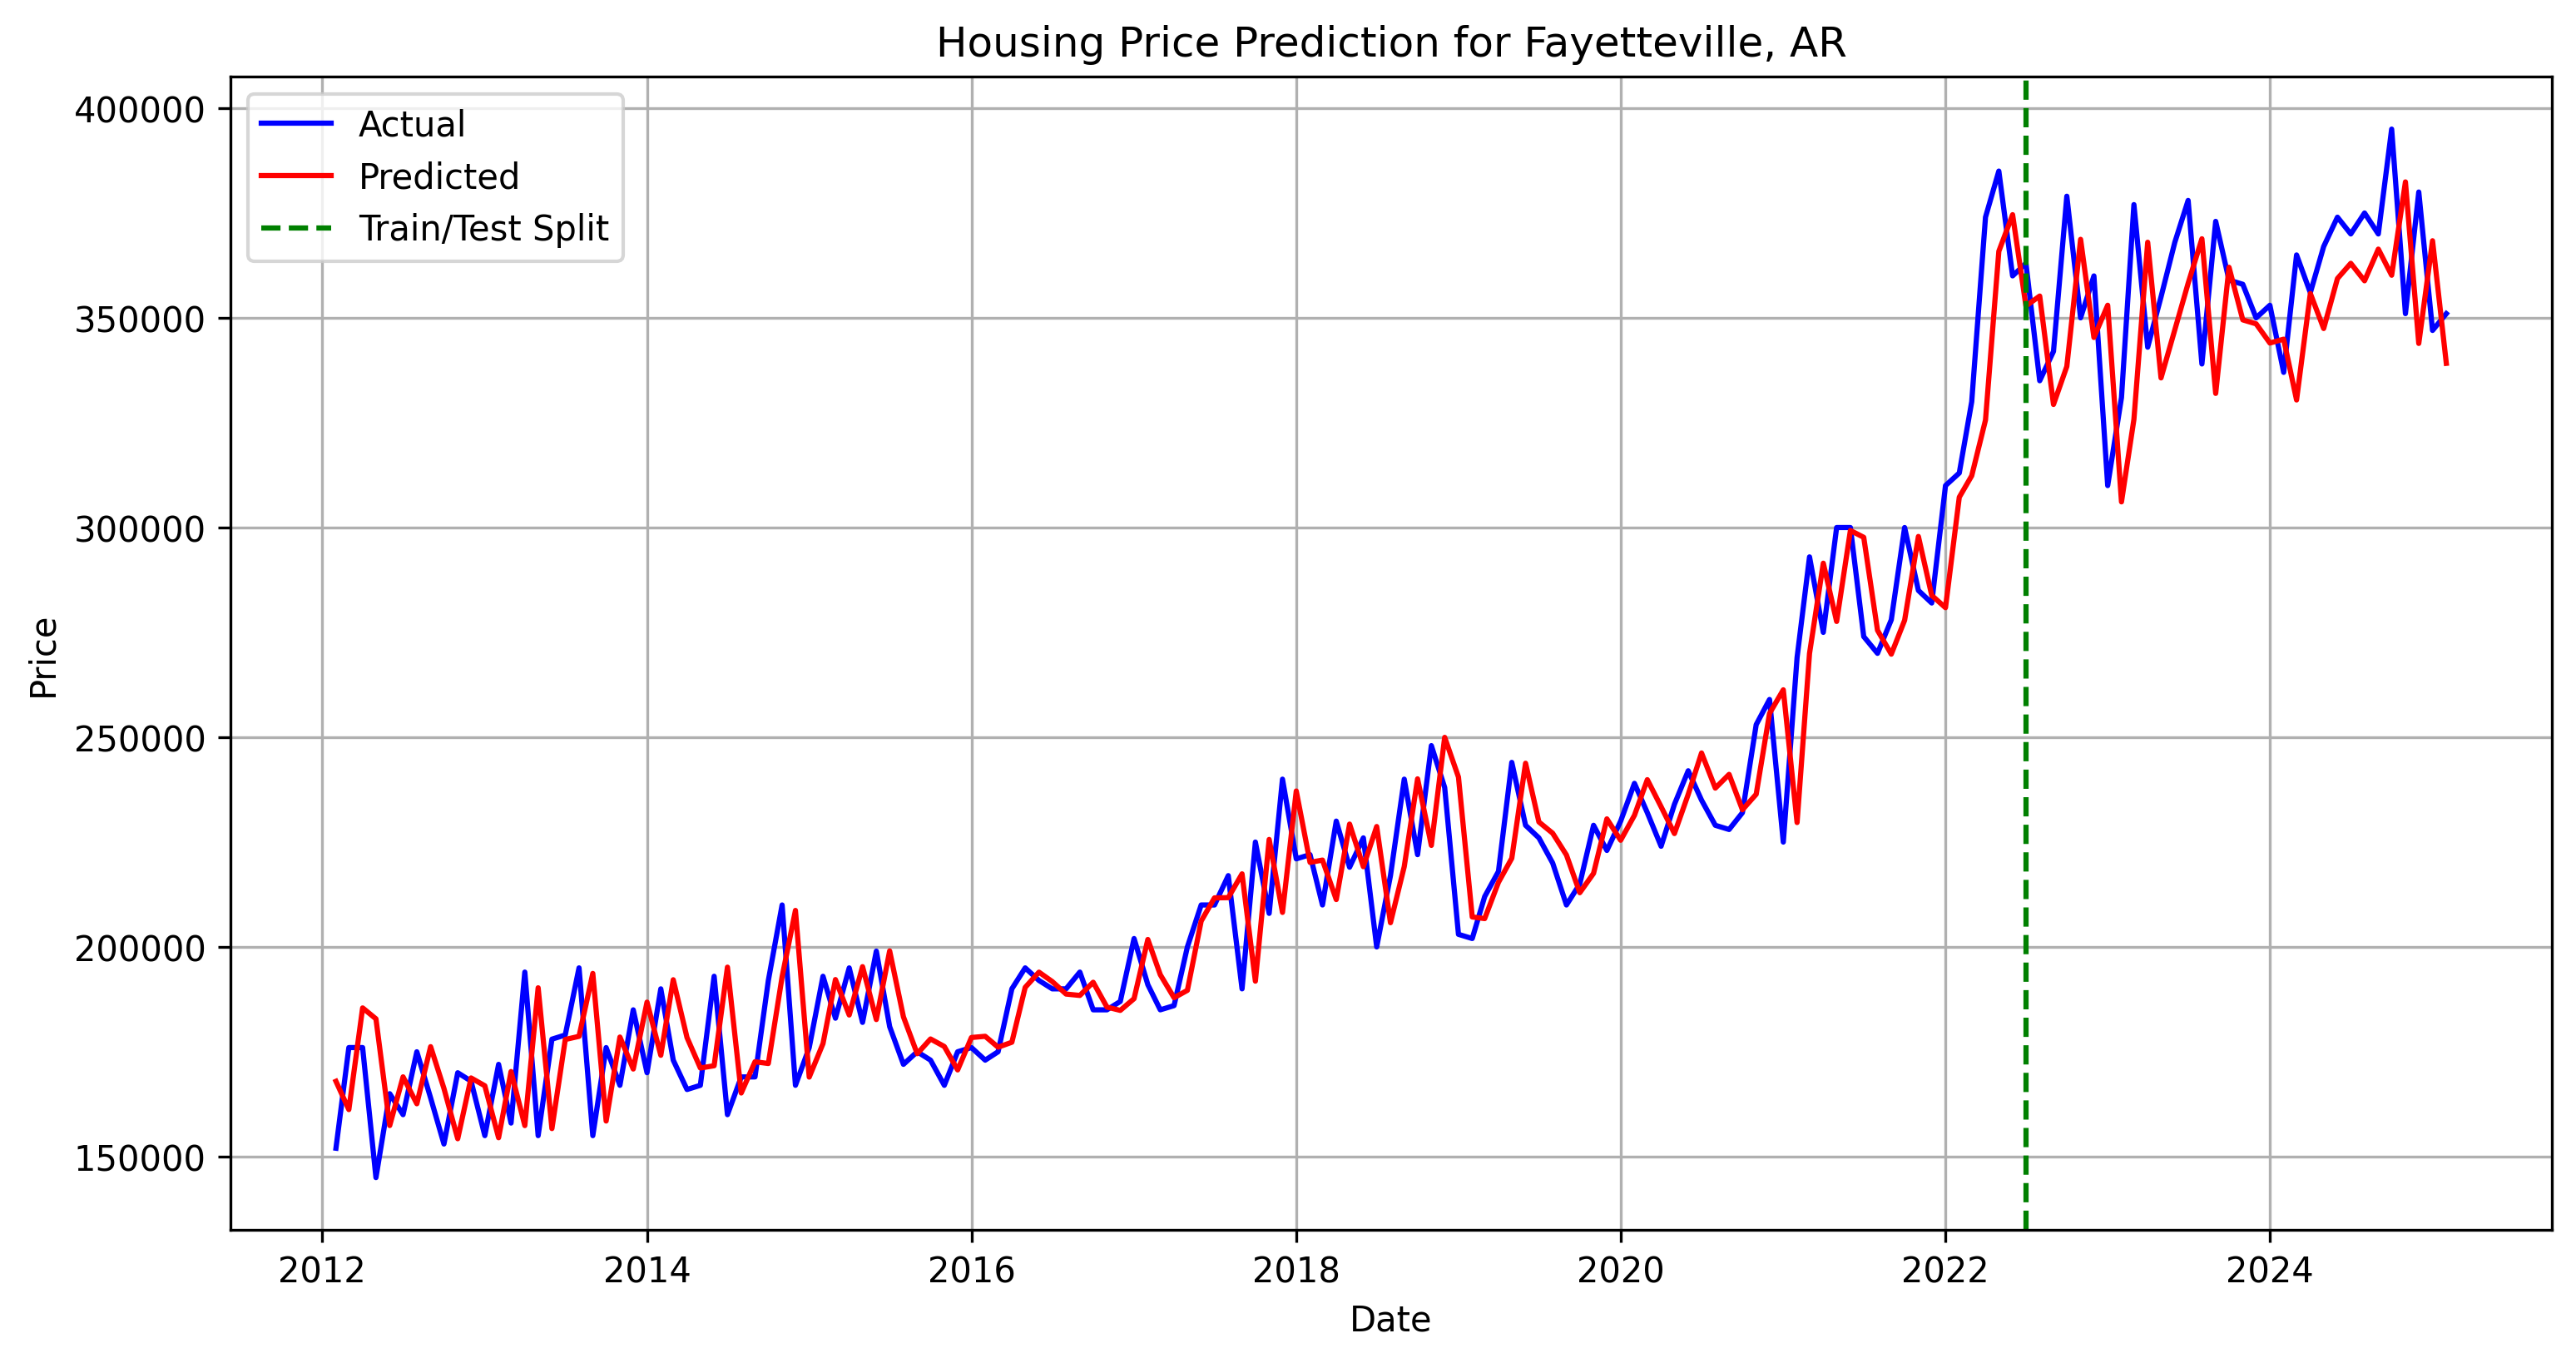 Housing Price Prediction for Fayetteville, AR
Actual
Predicted
Train/Test Split
400000
350000
300000
250000
200000
150000
Price
2012 2014 2016 2018 2020 2022 2024
Date